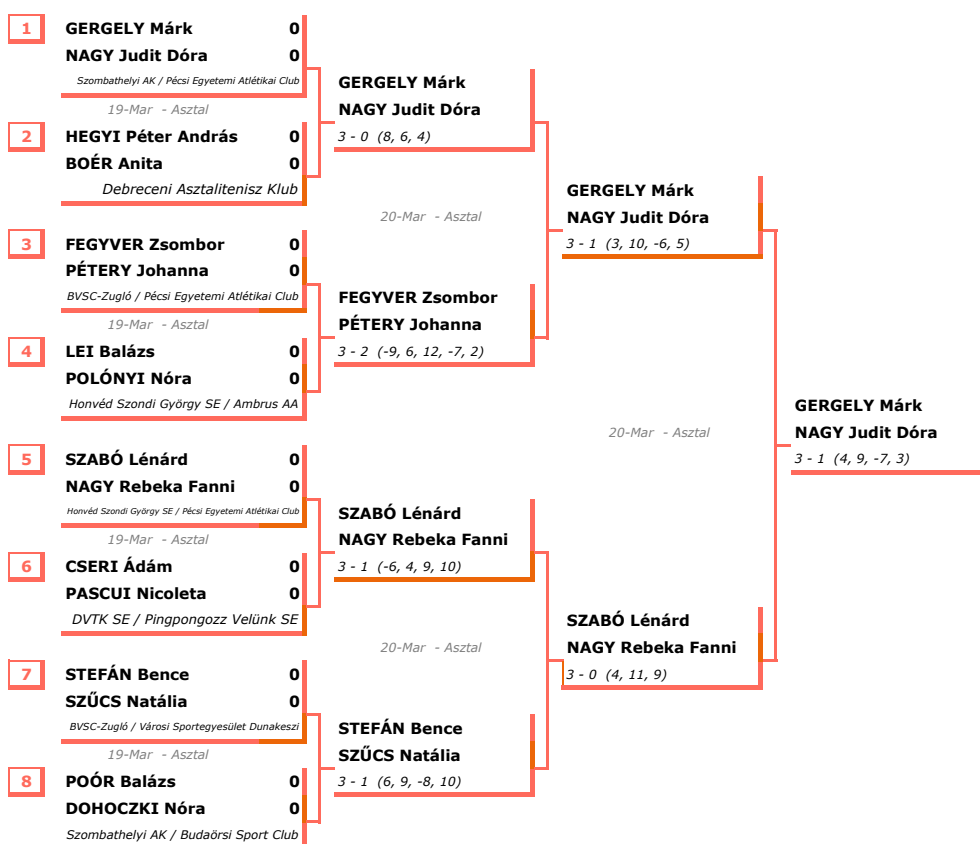 1
GERGELY Márk 0
NAGY Judit Dóra 0
Szombathelyi AK / Pécsi Egyetemi Atlétikai Club
19-Mar - Asztal
2
HEGYI Péter András 0
BOÉR Anita 0
Debreceni Asztalitenisz Klub
3
FEGYVER Zsombor 0
PÉTERY Johanna 0
BVSC-Zugló / Pécsi Egyetemi Atlétikai Club
19-Mar - Asztal
4
LEI Balázs 0
POLÓNYI Nóra 0
Honvéd Szondi György SE / Ambrus AA
5
SZABÓ Lénárd 0
NAGY Rebeka Fanni 0
Honvéd Szondi György SE / Pécsi Egyetemi Atlétikai Club
19-Mar - Asztal
6
CSERI Ádám 0
PASCUI Nicoleta 0
DVTK SE / Pingpongozz Velünk SE
7
STEFÁN Bence 0
SZŰCS Natália 0
BVSC-Zugló / Városi Sportegyesület Dunakeszi
19-Mar - Asztal
8
POÓR Balázs 0
DOHOCZKI Nóra 0
Szombathelyi AK / Budaörsi Sport Club
GERGELY Márk
NAGY Judit Dóra
3 - 0 (8, 6, 4)
20-Mar - Asztal
FEGYVER Zsombor
PÉTERY Johanna
3 - 2 (-9, 6, 12, -7, 2)
SZABÓ Lénárd
NAGY Rebeka Fanni
3 - 1 (-6, 4, 9, 10)
20-Mar - Asztal
STEFÁN Bence
SZŰCS Natália
3 - 1 (6, 9, -8, 10)
GERGELY Márk
NAGY Judit Dóra
3 - 1 (3, 10, -6, 5)
20-Mar - Asztal
SZABÓ Lénárd
NAGY Rebeka Fanni
3 - 0 (4, 11, 9)
GERGELY Márk
NAGY Judit Dóra
3 - 1 (4, 9, -7, 3)